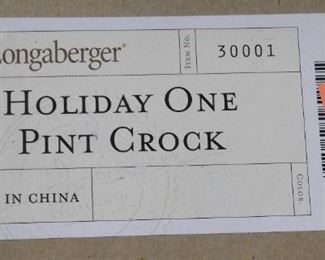 Longaberger®
ITEM NO. 30001
HOLIDAY ONE
PINT CROCK
IN CHINA
COLOR: